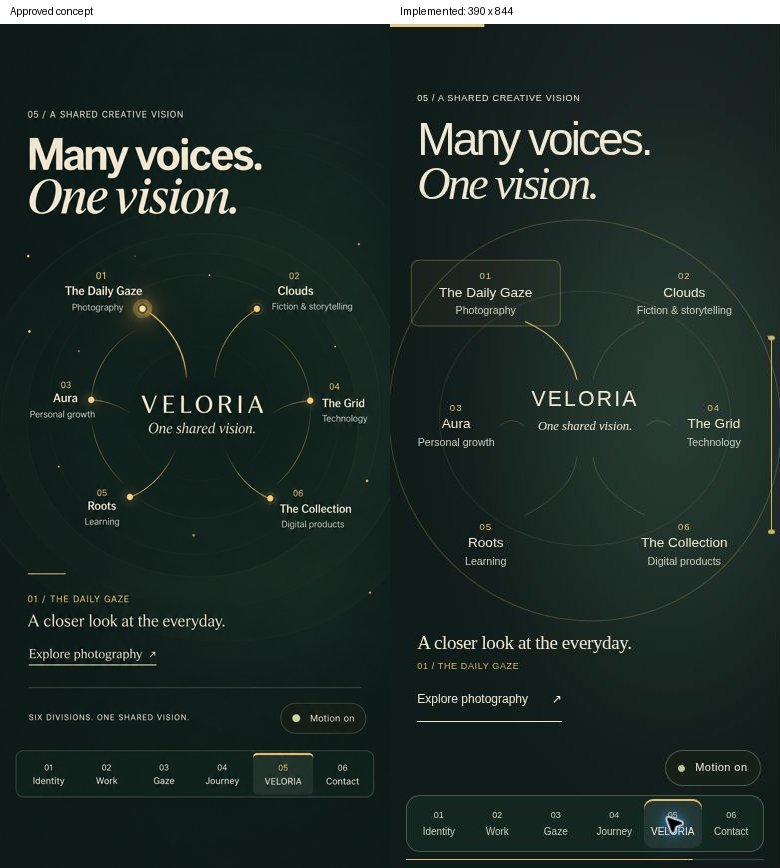 Approved concept
05 / A SHARED CREATIVE VISION
Many voices.
One vision.
01
The Daily Gaze
Photography
02
Clouds
Fiction & storytelling
03
Aura
Personal growth
VELORIA
One shared vision.
04
The Grid
Technology
05
Roots
Learning
06
The Collection
Digital products
01 / THE DAILY GAZE
A closer look at the everyday.
Explore photography ↗
SIX DIVISIONS. ONE SHARED VISION.
Motion on
01 02 03 04 05 06
Identity Work Gaze Journey VELORIA Contact
Implemented: 390 x 844
05 / A SHARED CREATIVE VISION
Many voices.
One vision.
01
The Daily Gaze
Photography
02
Clouds
Fiction & storytelling
03
Aura
Personal growth
VELORIA
One shared vision.
04
The Grid
Technology
05
Roots
Learning
06
The Collection
Digital products
A closer look at the everyday.
01 / THE DAILY GAZE
Explore photography ↗
Motion on
01 02 03 04 05 06
Identity Work Gaze Journey VELORIA Contact